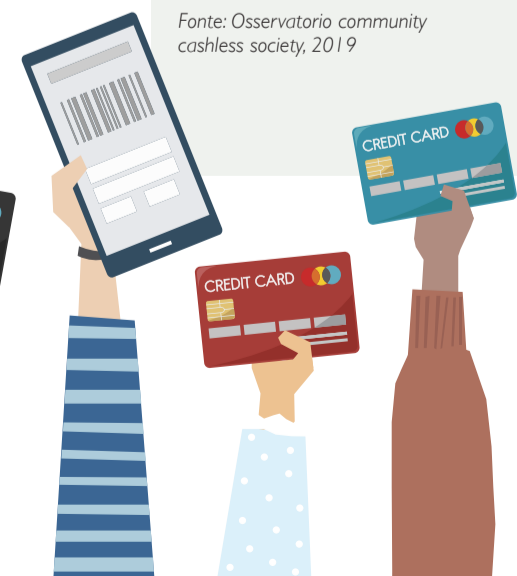 Fonte: Osservatorio community
cashless society, 2019
CREDIT CARD
CREDIT CARD